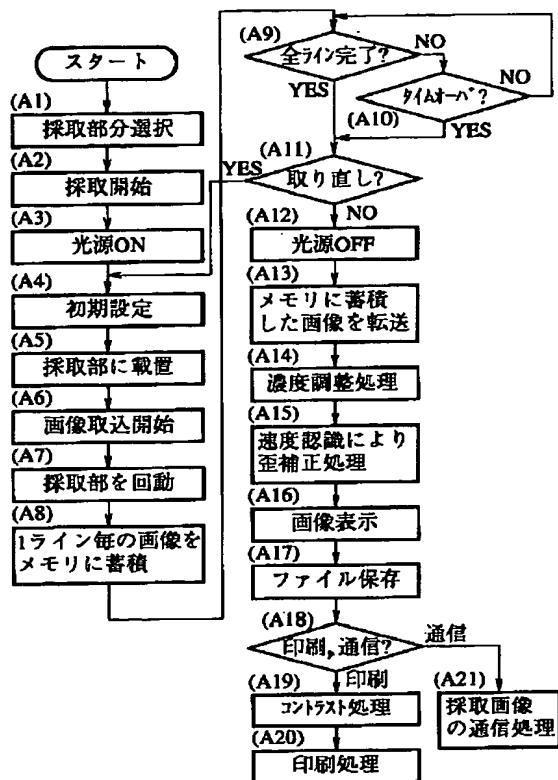 スタート
(A1)
採取部分選択
(A2)
採取開始
(A3)
光源ON
(A4)
初期設定
(A5)
採取部に載置
(A6)
画像取込開始
(A7)
採取部を回動
(A8)
1ライン毎の画像を
メモリに蓄積
(A9)
全ライン完了?
NO
YES
タイムオーバ?
NO
(A10)
YES
(A11)
取り直し?
YES
NO
(A12)
光源OFF
(A13)
メモリに蓄積
した画像を転送
(A14)
濃度調整処理
(A15)
速度認識により
歪補正処理
(A16)
画像表示
(A17)
ファイル保存
(A18)
印刷,通信?
通信
印刷
(A19)
コントラスト処理
(A20)
印刷処理
(A21)
採取画像
の通信処理